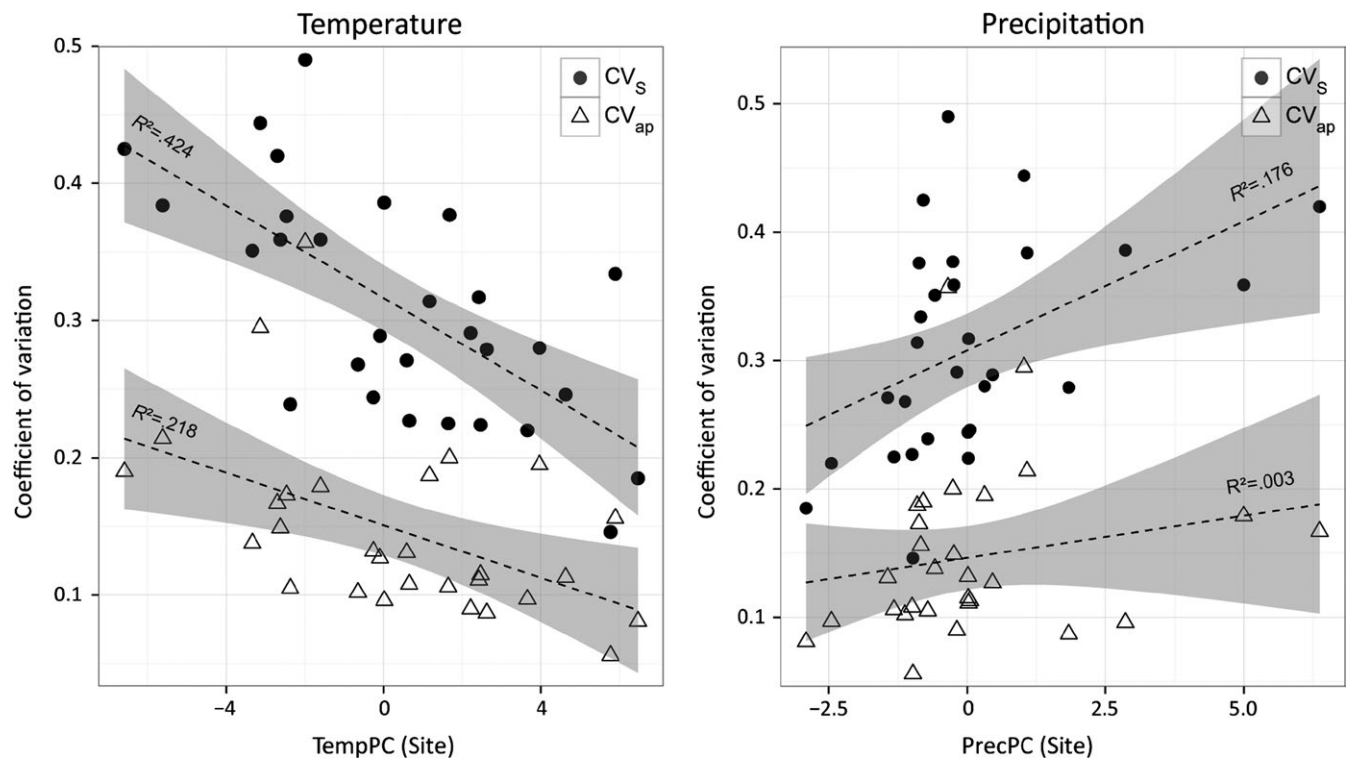 Temperature
Precipitation
Coefficient of variation
0.5
0.4
0.3
0.2
0.1
R²=.424
R²=.218
CVS
CVap
−4
0
4
TempPC (Site)
Coefficient of variation
0.5
0.4
0.3
0.2
0.1
CVS
CVap
R²=.176
R²=.003
−2.5
0
2.5
5.0
PrecPC (Site)